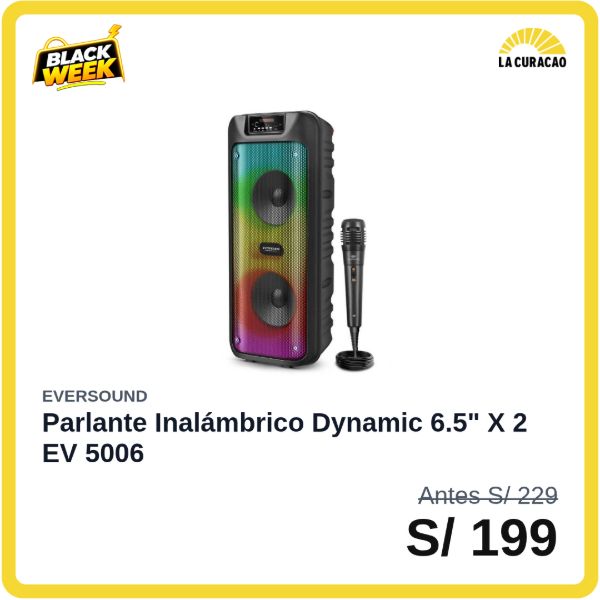 BLACK
WEEK
LA CURACAO
EVERSOUND
Parlante Inalámbrico Dynamic 6.5" X 2
EV 5006
Antes S/ 229
S/ 199